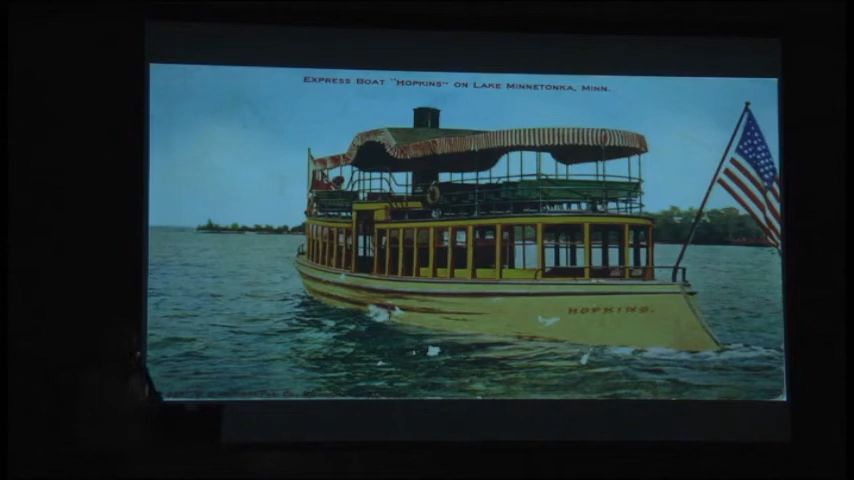 EXPRESS BOAT "HOPKINS" ON LAKE MINNETONKA, MINN.
HOPKINS.